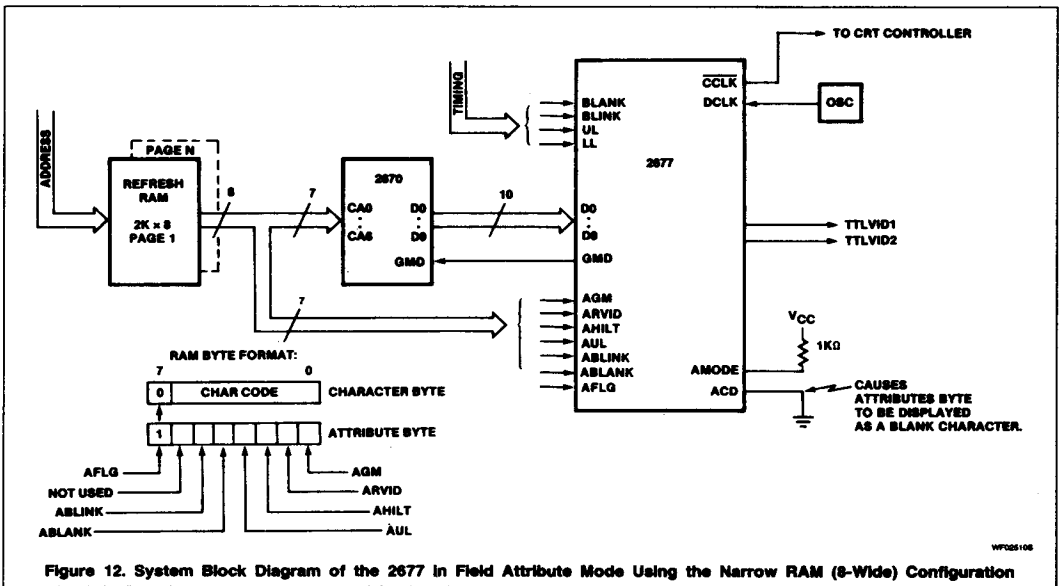 TO CRT CONTROLLER
ADDRESS
TIMING
CCLK
DCLK
OSC
BLANK
BLINK
UL
LL
2677
PAGE N
REFRESH
RAM
2K × 8
PAGE 1
8
7
2670
CA0
CA6
D0
D9
GMD
10
D0
D9
GMD
TTLVID1
TTLVID2
7
AGM
ARVID
AHILT
AUL
ABLINK
ABLANK
AFLG
VCC
1KΩ
AMODE
ACD
CAUSES
ATTRIBUTES BYTE
TO BE DISPLAYED
AS A BLANK CHARACTER.
RAM BYTE FORMAT:
7 0
0 CHAR CODE CHARACTER BYTE
1 ATTRIBUTE BYTE
AFLG
NOT USED
ABLINK
ABLANK
AGM
ARVID
AHILT
AUL
WF025106
Figure 12. System Block Diagram of the 2677 in Field Attribute Mode Using the Narrow RAM (8-Wide) Configuration